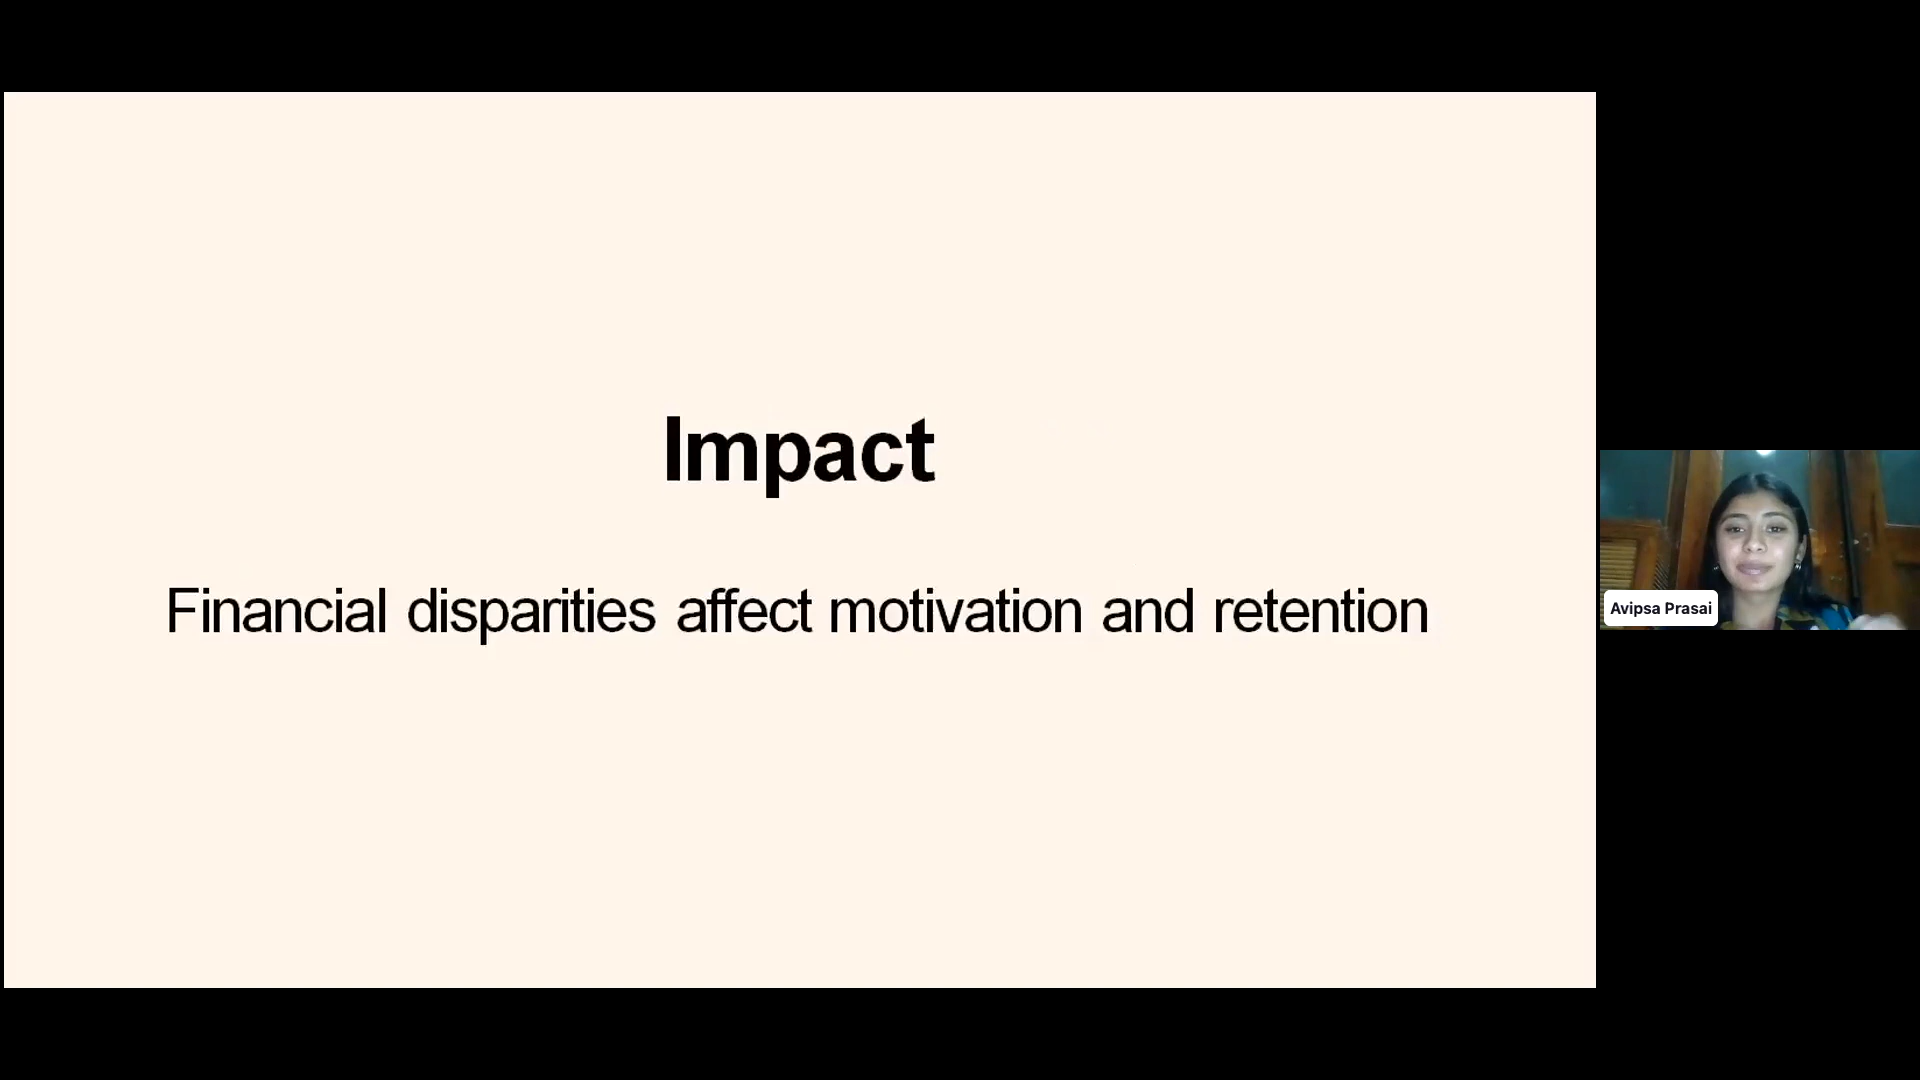 Impact
Financial disparities affect motivation and retention
Avipsa Prasai